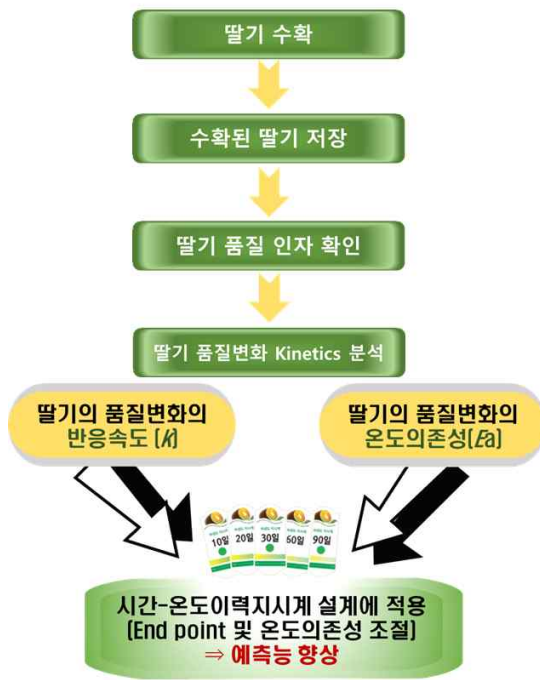 딸기 수확
수확된 딸기 저장
딸기 품질 인자 확인
딸기 품질변화 Kinetics 분석
딸기의 품질변화의
반응속도 (k)
딸기의 품질변화의
온도의존성(Ea)
10일
20일
30일
60일
90일
시간-온도이력지시계 설계에 적용
(End point 및 온도의존성 조절)
⇒ 예측능 향상